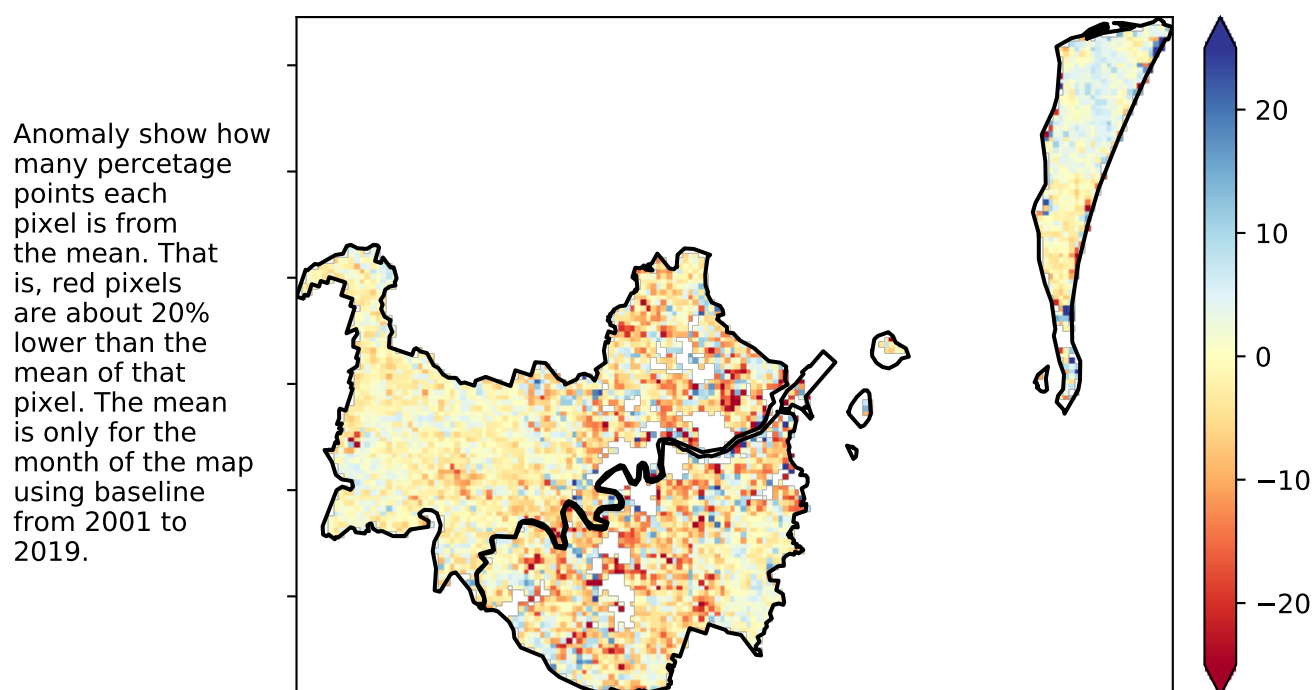 Anomaly show how
many percetage
points each
pixel is from
the mean. That
is, red pixels
are about 20%
lower than the
mean of that
pixel. The mean
is only for the
month of the map
using baseline
from 2001 to
2019.
20
10
0
−10
−20